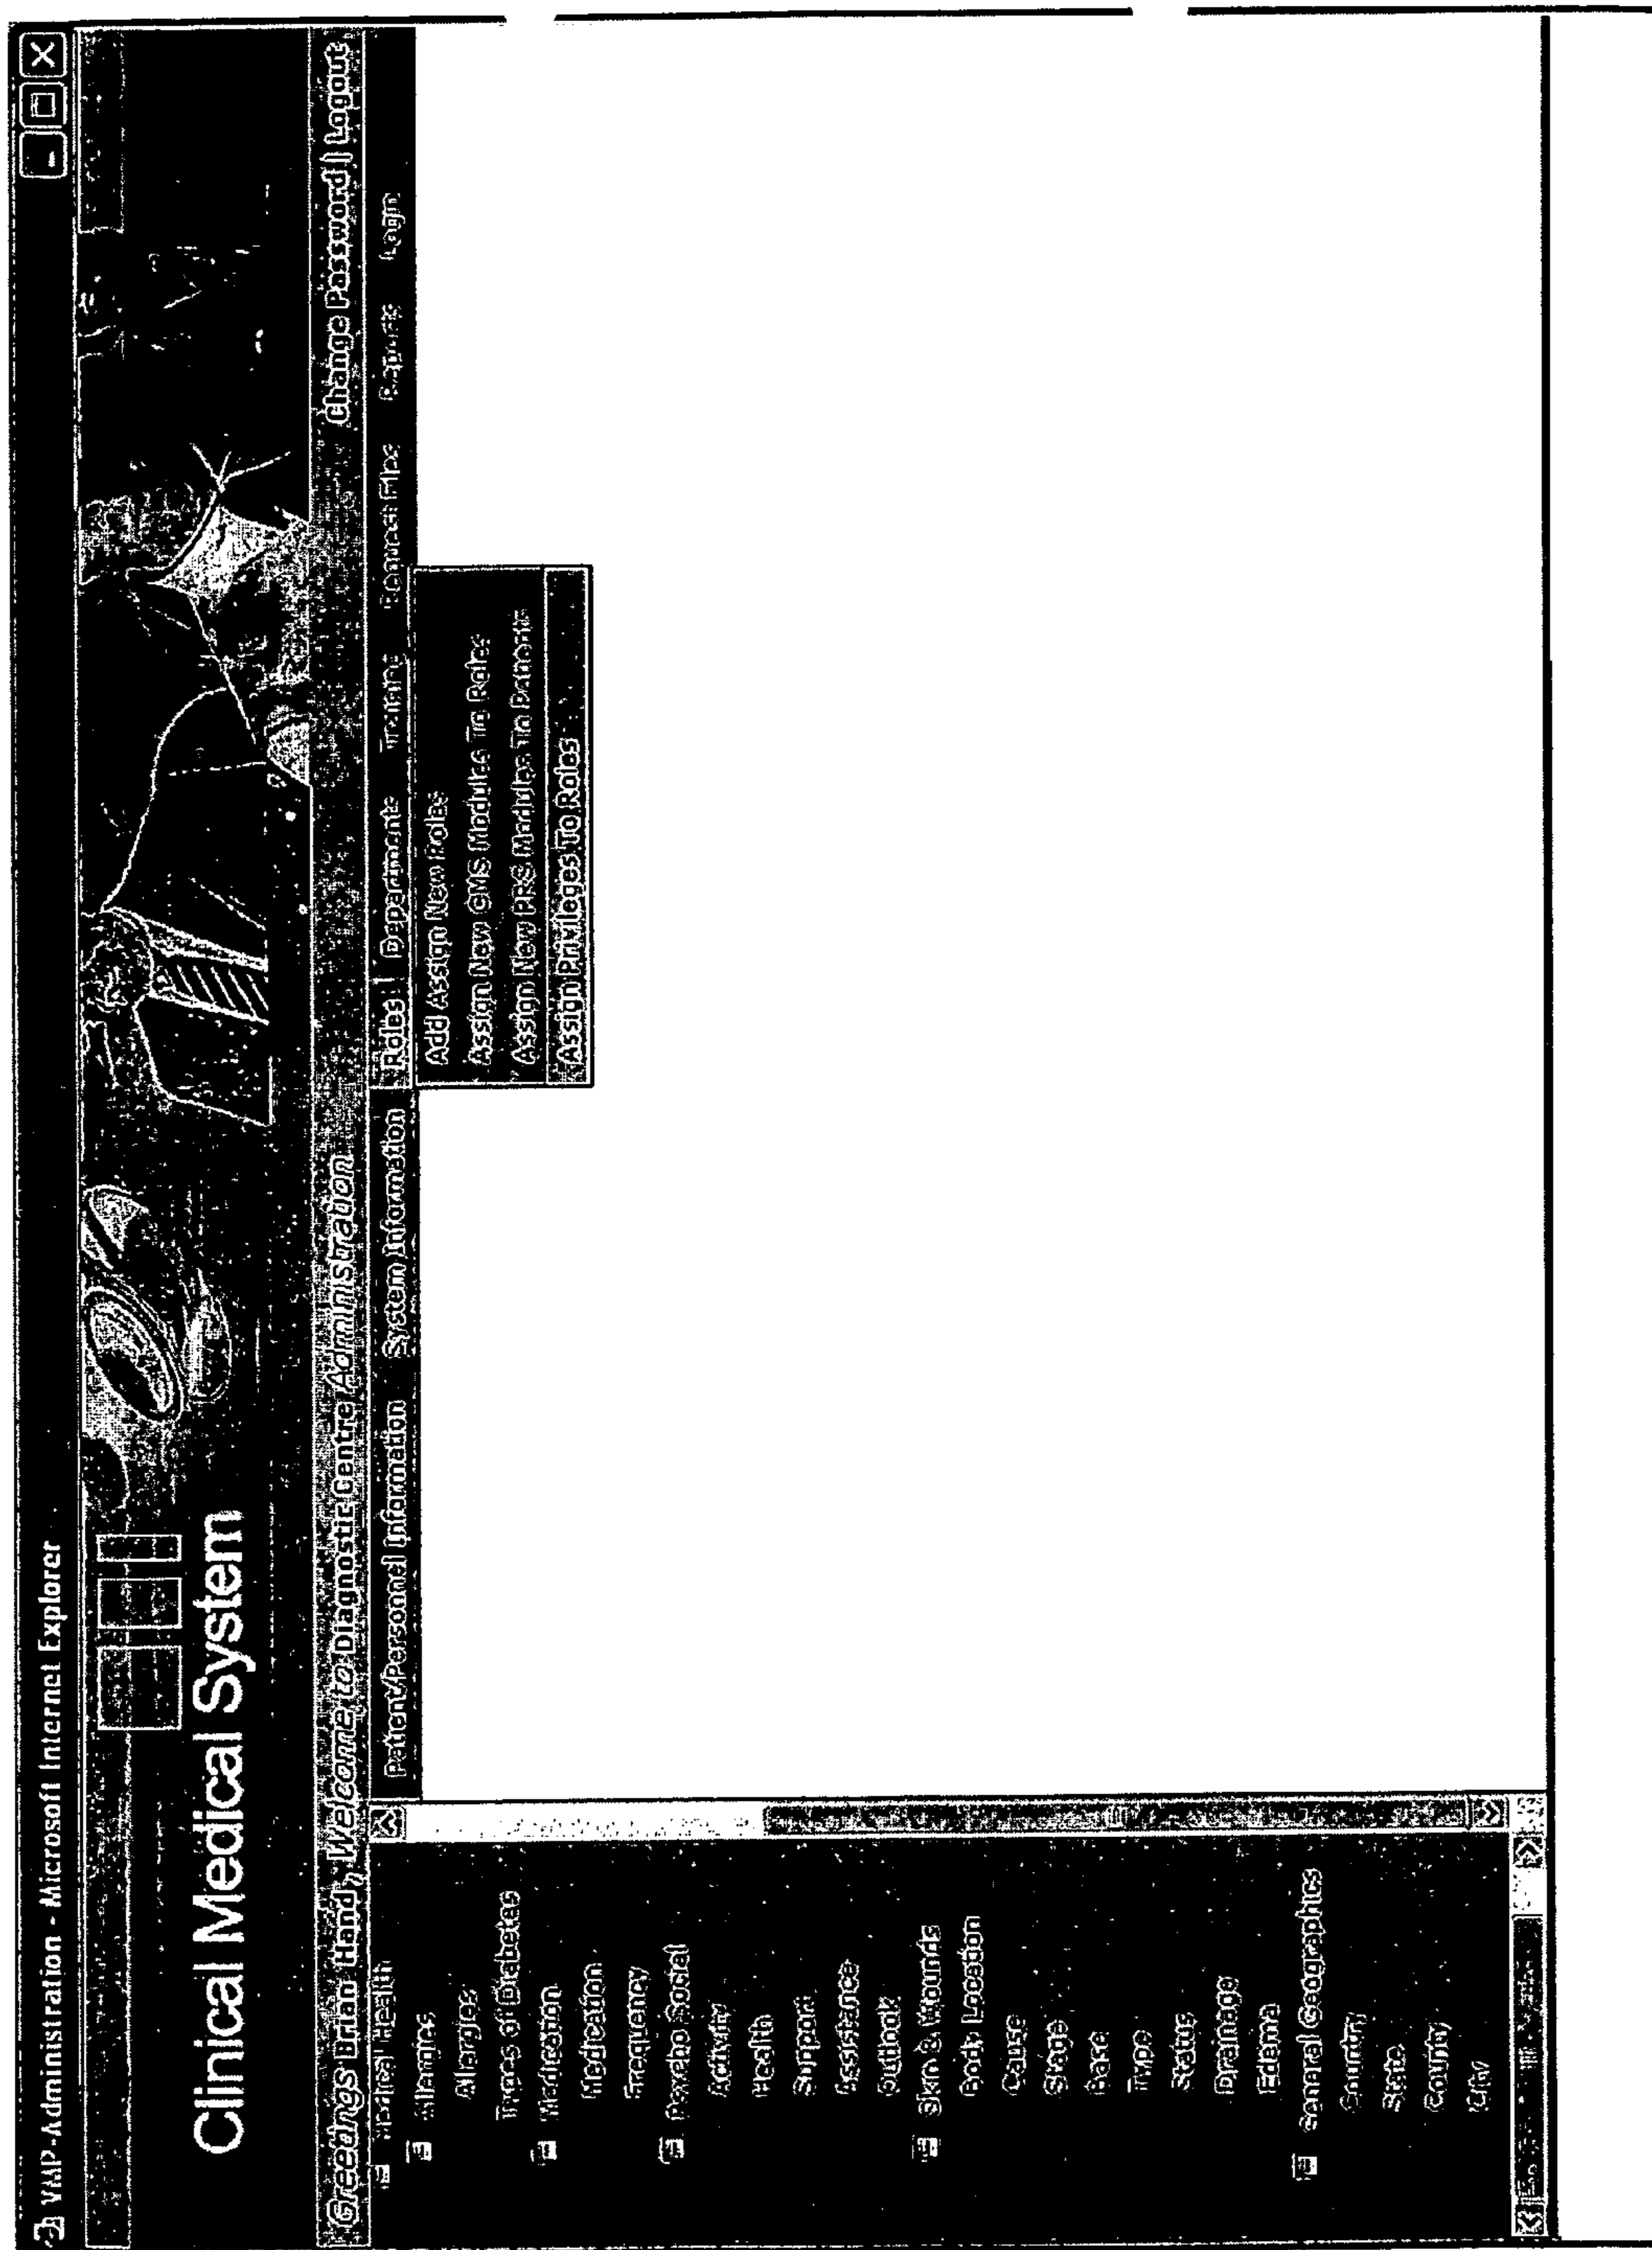 VMP-Administration - Microsoft Internet Explorer
Clinical Medical System
Greetings Brian Hand, Welcome to Diagnostic Centre Administration
Change Password | Logout
Patient/Personnel Information System Information Roles Departments Reports Login
Add Assign New Roles
Assign New CMS Modules To Roles
Assign New PRS Modules To Patients
Assign Privileges To Roles
Medical Health
Allergies
Allergies
Types of Diabetes
Medication
Medication
Frequency
Psycho Social
Activity
Health
Support
Assistance
Outlook
Skin & Wounds
Body Location
Cause
Stage
Base
Type
Status
Drainage
Edema
General Geographics
Country
State
County
City